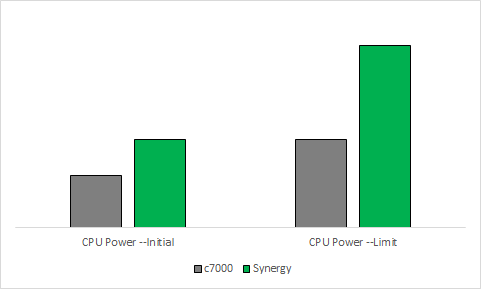 CPU Power --Initial CPU Power --Limit
c7000 Synergy